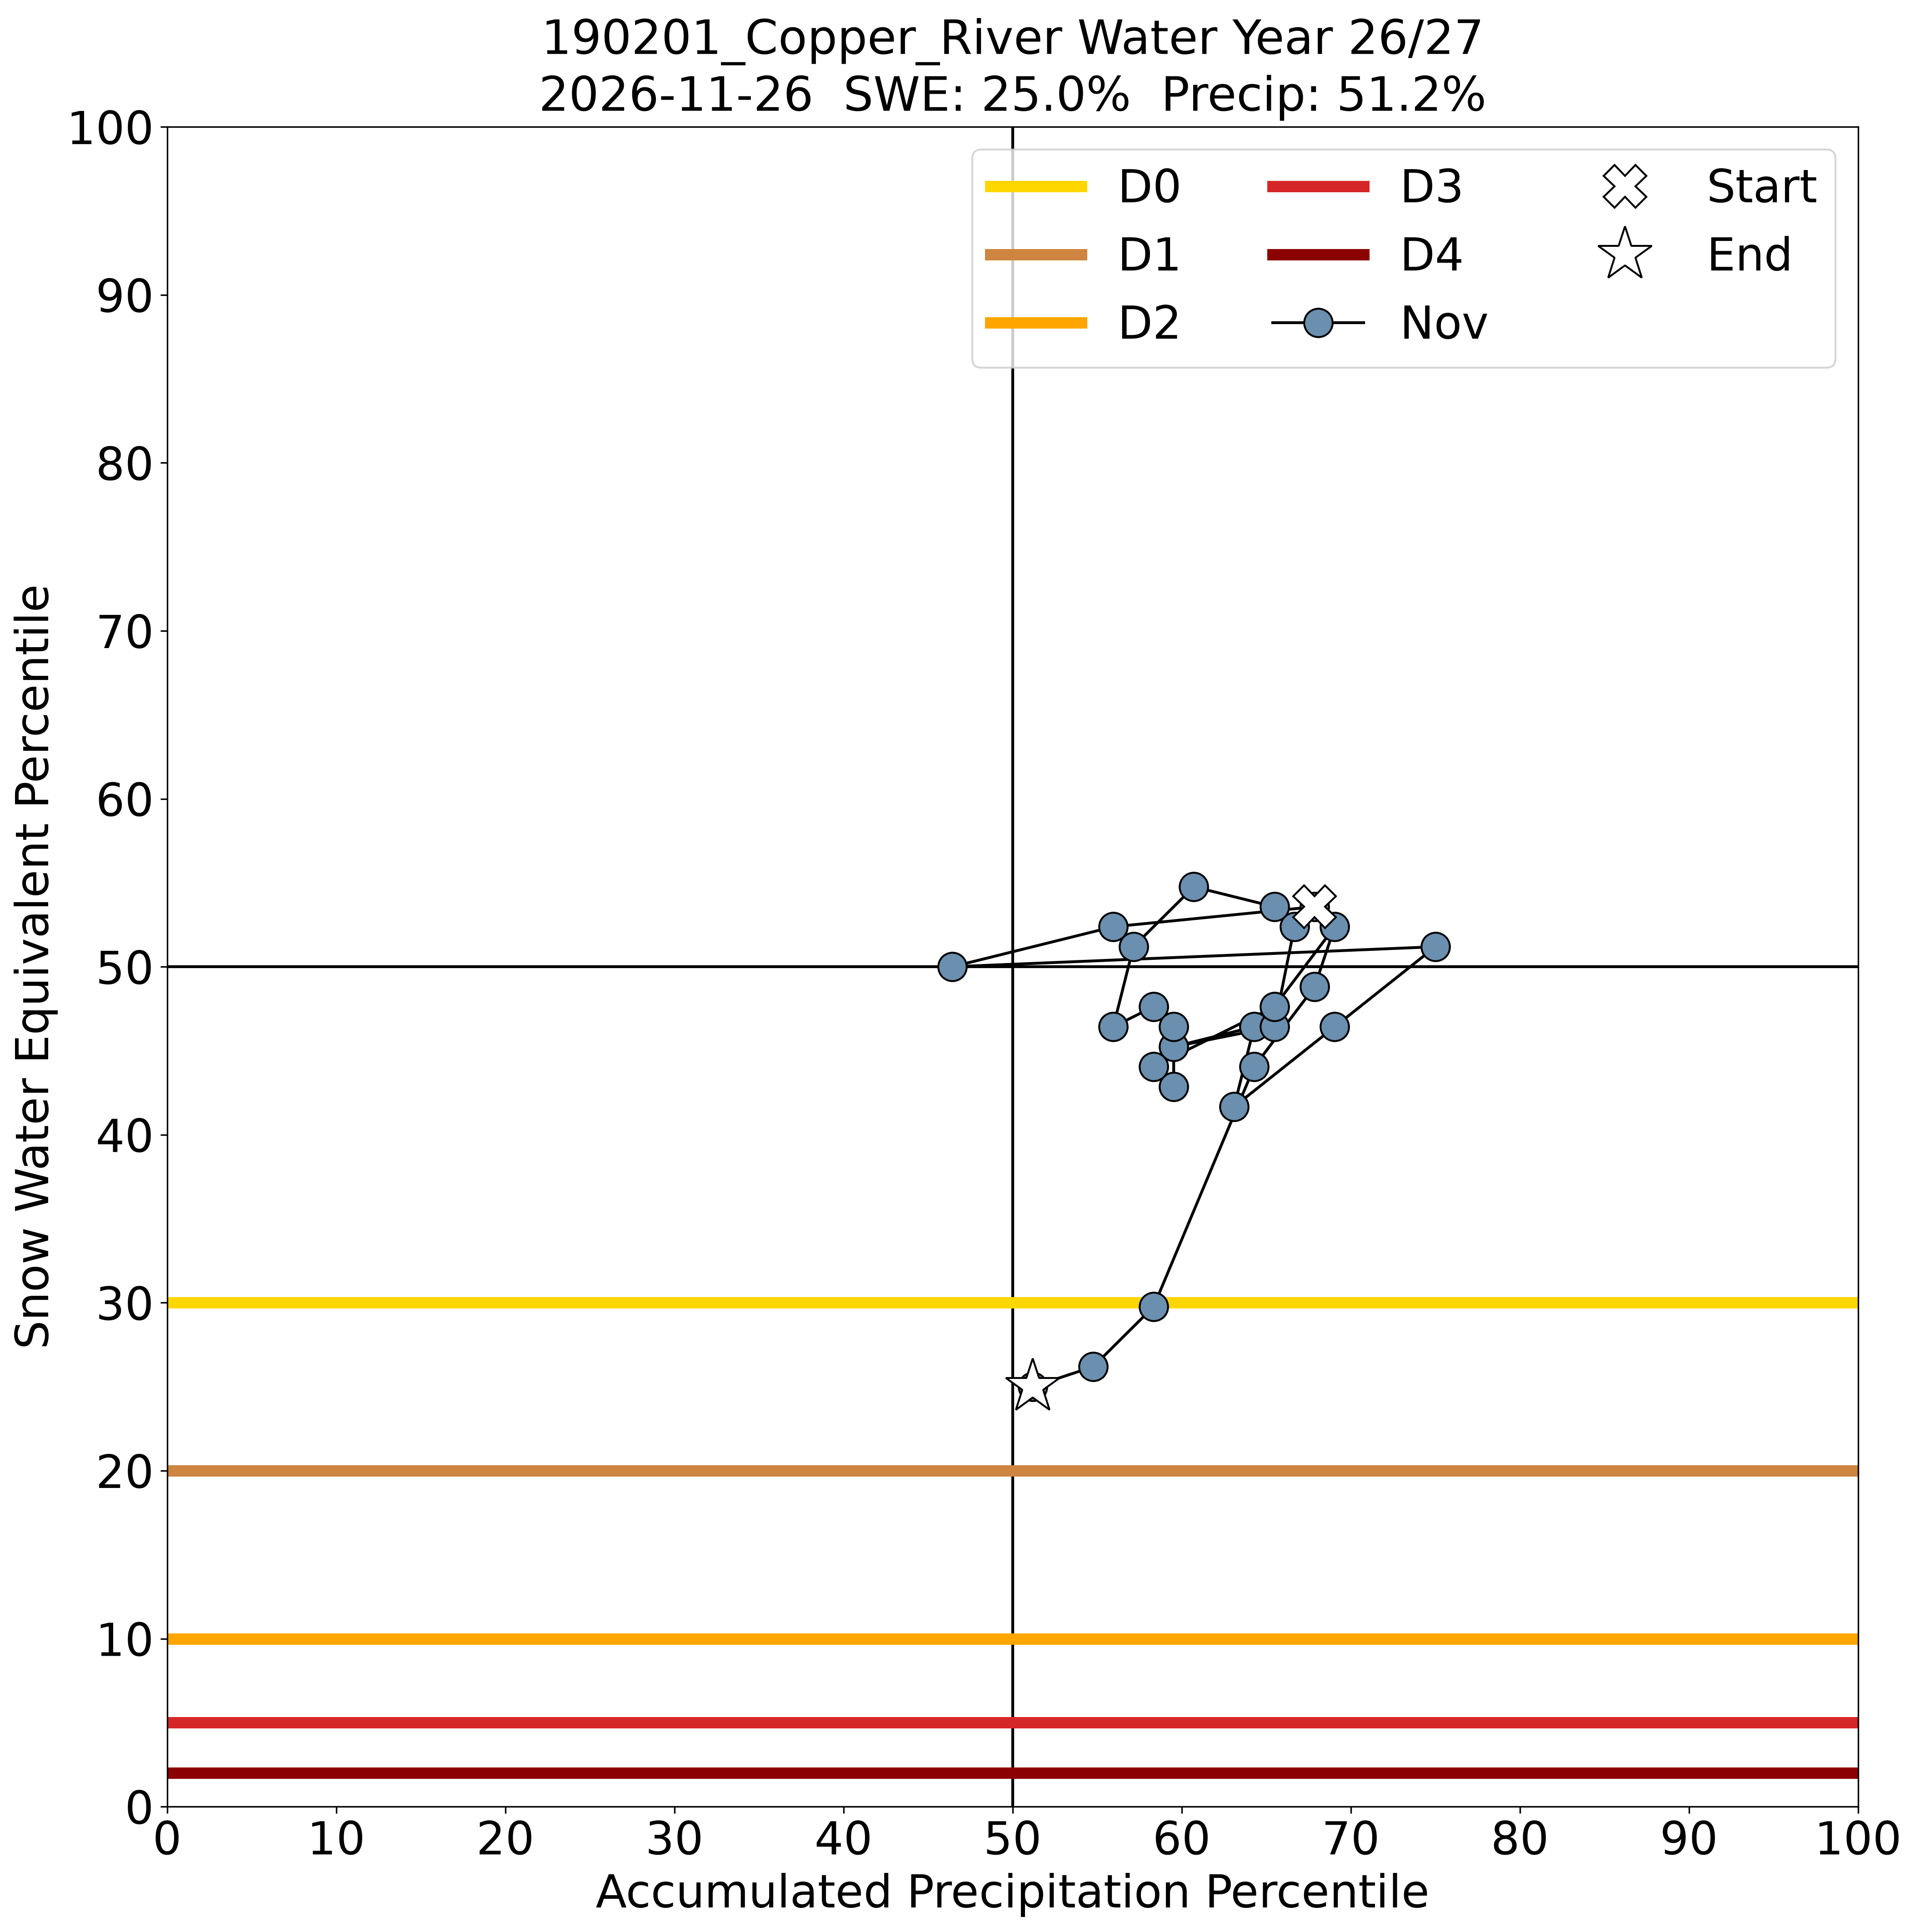 190201_Copper_River Water Year 26/27
2026-11-26  SWE: 25.0%  Precip: 51.2%
D0
D1
D2
D3
D4
Nov
Start
End
Snow Water Equivalent Percentile
100
90
80
70
60
50
40
30
20
10
0
0 10 20 30 40 50 60 70 80 90 100
Accumulated Precipitation Percentile